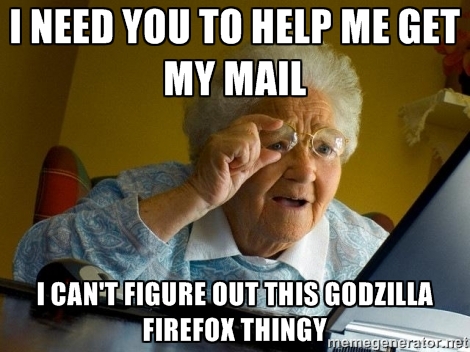 I NEED YOU TO HELP ME GET
MY MAIL
I CAN'T FIGURE OUT THIS GODZILLA
FIREFOX THINGY
memegenerator.net